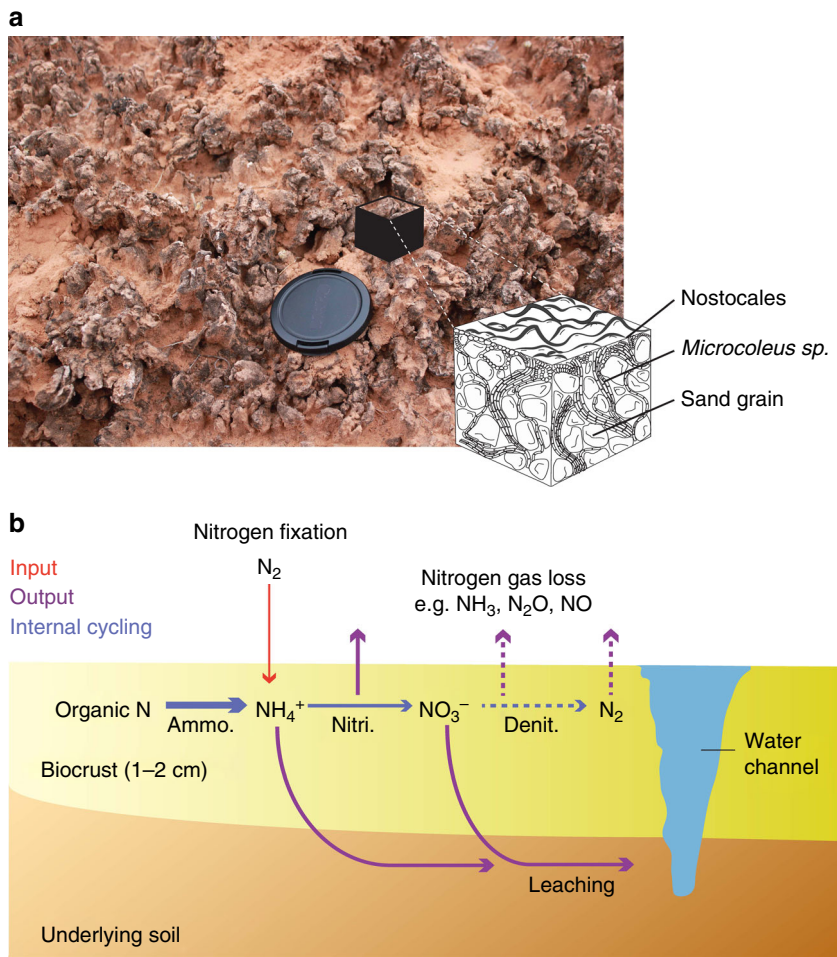 a
Nostocales
Microcoleus sp.
Sand grain
b
Nitrogen fixation
Input
N₂
Nitrogen gas loss
Output
e.g. NH₃, N₂O, NO
Internal cycling
Organic N
Ammo.
NH₄⁺
Nitri.
NO₃⁻
Denit.
N₂
Water
channel
Biocrust (1–2 cm)
Leaching
Underlying soil